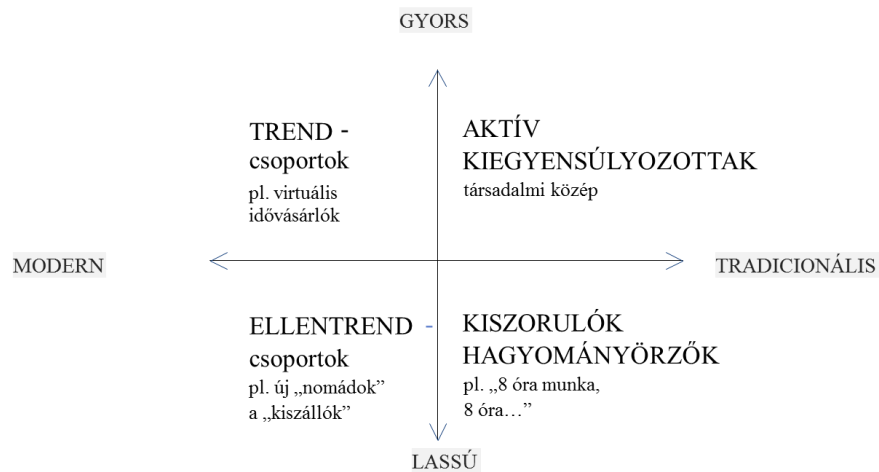 GYORS
TREND -
csoportok
pl. virtuális
idővásárlók
AKTÍV
KIEGYENSÚLYOZOTTAK
társadalmi közép
MODERN
TRADICIONÁLIS
ELLENTREND -
csoportok
pl. új „nomádok”
a „kiszállók”
KISZORULÓK
HAGYOMÁNYÖRZŐK
pl. „8 óra munka,
8 óra…”
LASSÚ